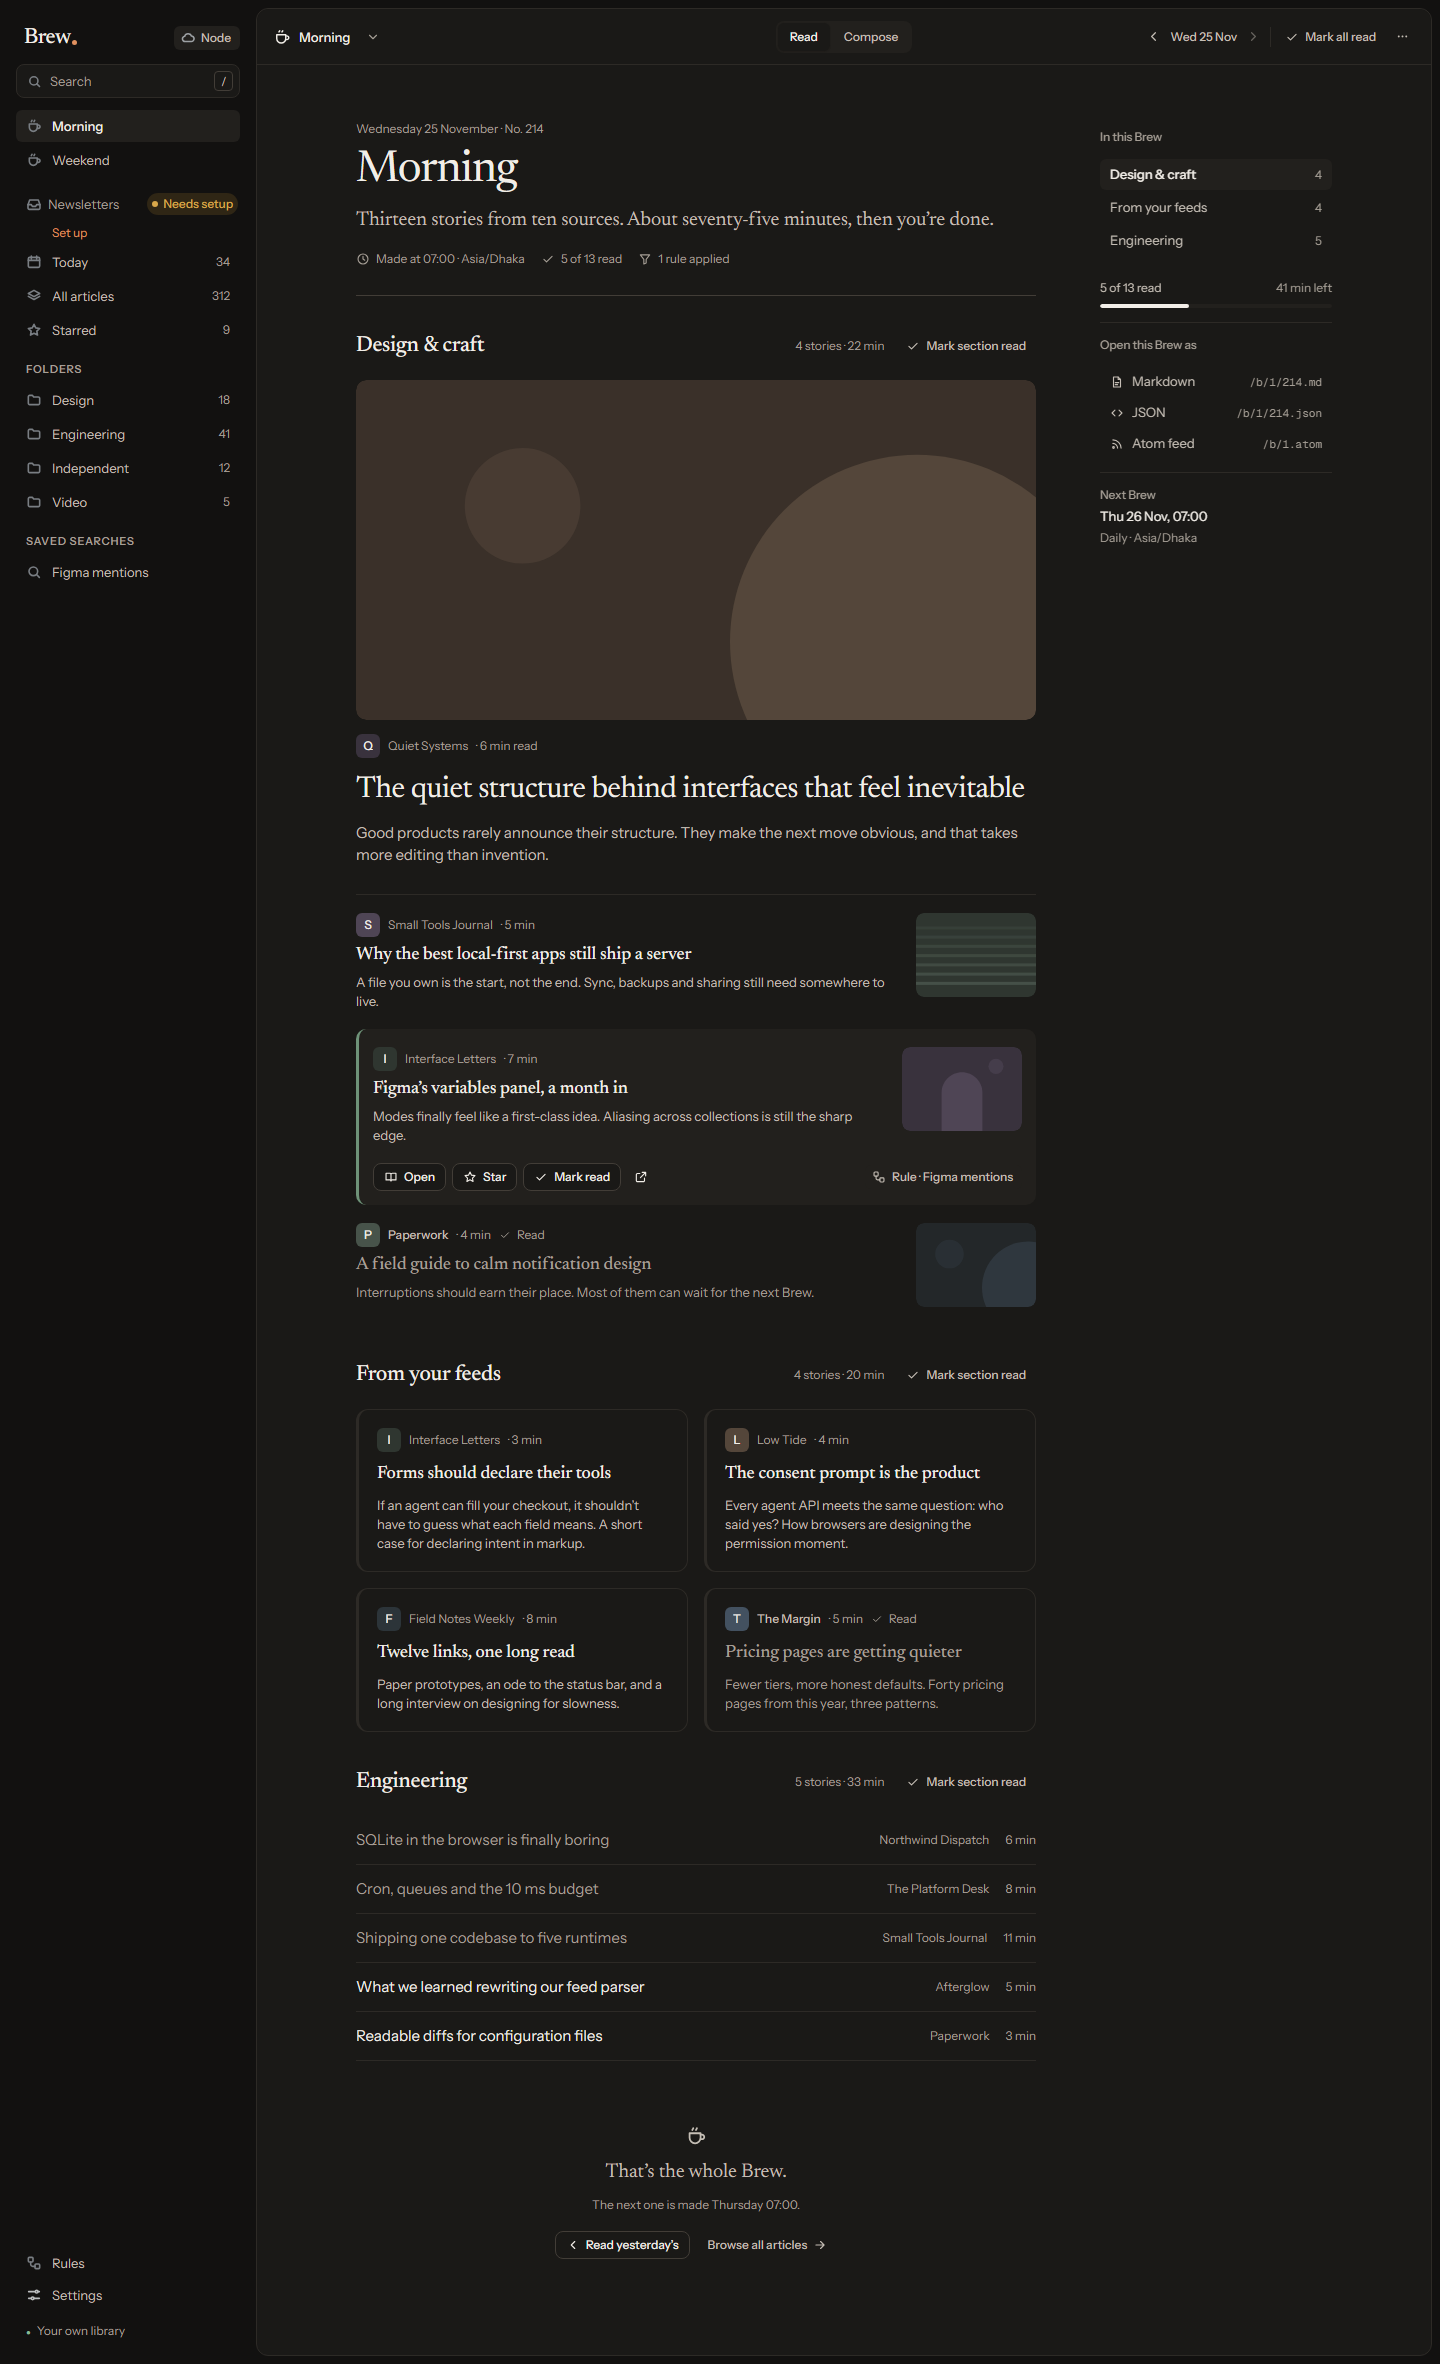 Brew.
Node
Search
/
Morning
Weekend
Newsletters
Needs setup
Set up
Today
34
All articles
312
Starred
9
FOLDERS
Design
18
Engineering
41
Independent
12
Video
5
SAVED SEARCHES
Figma mentions
Rules
Settings
Your own library
Morning
Read
Compose
Wed 25 Nov
Mark all read
Wednesday 25 November · No. 214
Morning
Thirteen stories from ten sources. About seventy-five minutes, then you’re done.
Made at 07:00 · Asia/Dhaka
5 of 13 read
1 rule applied
Design & craft
4 stories · 22 min
Mark section read
Q
Quiet Systems · 6 min read
The quiet structure behind interfaces that feel inevitable
Good products rarely announce their structure. They make the next move obvious, and that takes
more editing than invention.
S
Small Tools Journal · 5 min
Why the best local-first apps still ship a server
A file you own is the start, not the end. Sync, backups and sharing still need somewhere to
live.
I
Interface Letters · 7 min
Figma’s variables panel, a month in
Modes finally feel like a first-class idea. Aliasing across collections is still the sharp
edge.
Open
Star
Mark read
Rule · Figma mentions
P
Paperwork · 4 min
Read
A field guide to calm notification design
Interruptions should earn their place. Most of them can wait for the next Brew.
From your feeds
4 stories · 20 min
Mark section read
I
Interface Letters · 3 min
Forms should declare their tools
If an agent can fill your checkout, it shouldn’t
have to guess what each field means. A short
case for declaring intent in markup.
L
Low Tide · 4 min
The consent prompt is the product
Every agent API meets the same question: who
said yes? How browsers are designing the
permission moment.
F
Field Notes Weekly · 8 min
Twelve links, one long read
Paper prototypes, an ode to the status bar, and a
long interview on designing for slowness.
T
The Margin · 5 min
Read
Pricing pages are getting quieter
Fewer tiers, more honest defaults. Forty pricing
pages from this year, three patterns.
Engineering
5 stories · 33 min
Mark section read
SQLite in the browser is finally boring
Northwind Dispatch
6 min
Cron, queues and the 10 ms budget
The Platform Desk
8 min
Shipping one codebase to five runtimes
Small Tools Journal
11 min
What we learned rewriting our feed parser
Afterglow
5 min
Readable diffs for configuration files
Paperwork
3 min
That’s the whole Brew.
The next one is made Thursday 07:00.
Read yesterday’s
Browse all articles
In this Brew
Design & craft
4
From your feeds
4
Engineering
5
5 of 13 read
41 min left
Open this Brew as
Markdown
/b/1/214.md
JSON
/b/1/214.json
Atom feed
/b/1.atom
Next Brew
Thu 26 Nov, 07:00
Daily · Asia/Dhaka